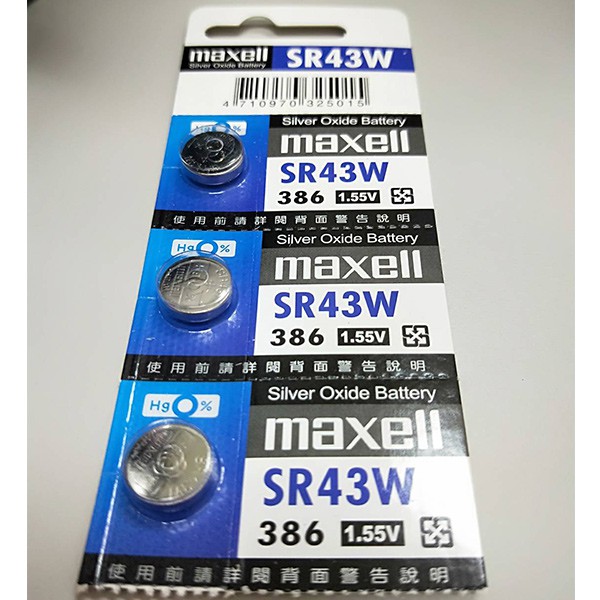 maxell SR43W
Silver Oxide Battery
4 710970 325015
Silver Oxide Battery
maxell
SR43W
386 1.55V
使用前請詳閱背面警告說明
Hg 0%
Silver Oxide Battery
maxell
SR43W
386 1.55V
使用前請詳閱背面警告說明
Hg 0%
Silver Oxide Battery
maxell
SR43W
386 1.55V
使用前請詳閱背面警告說明